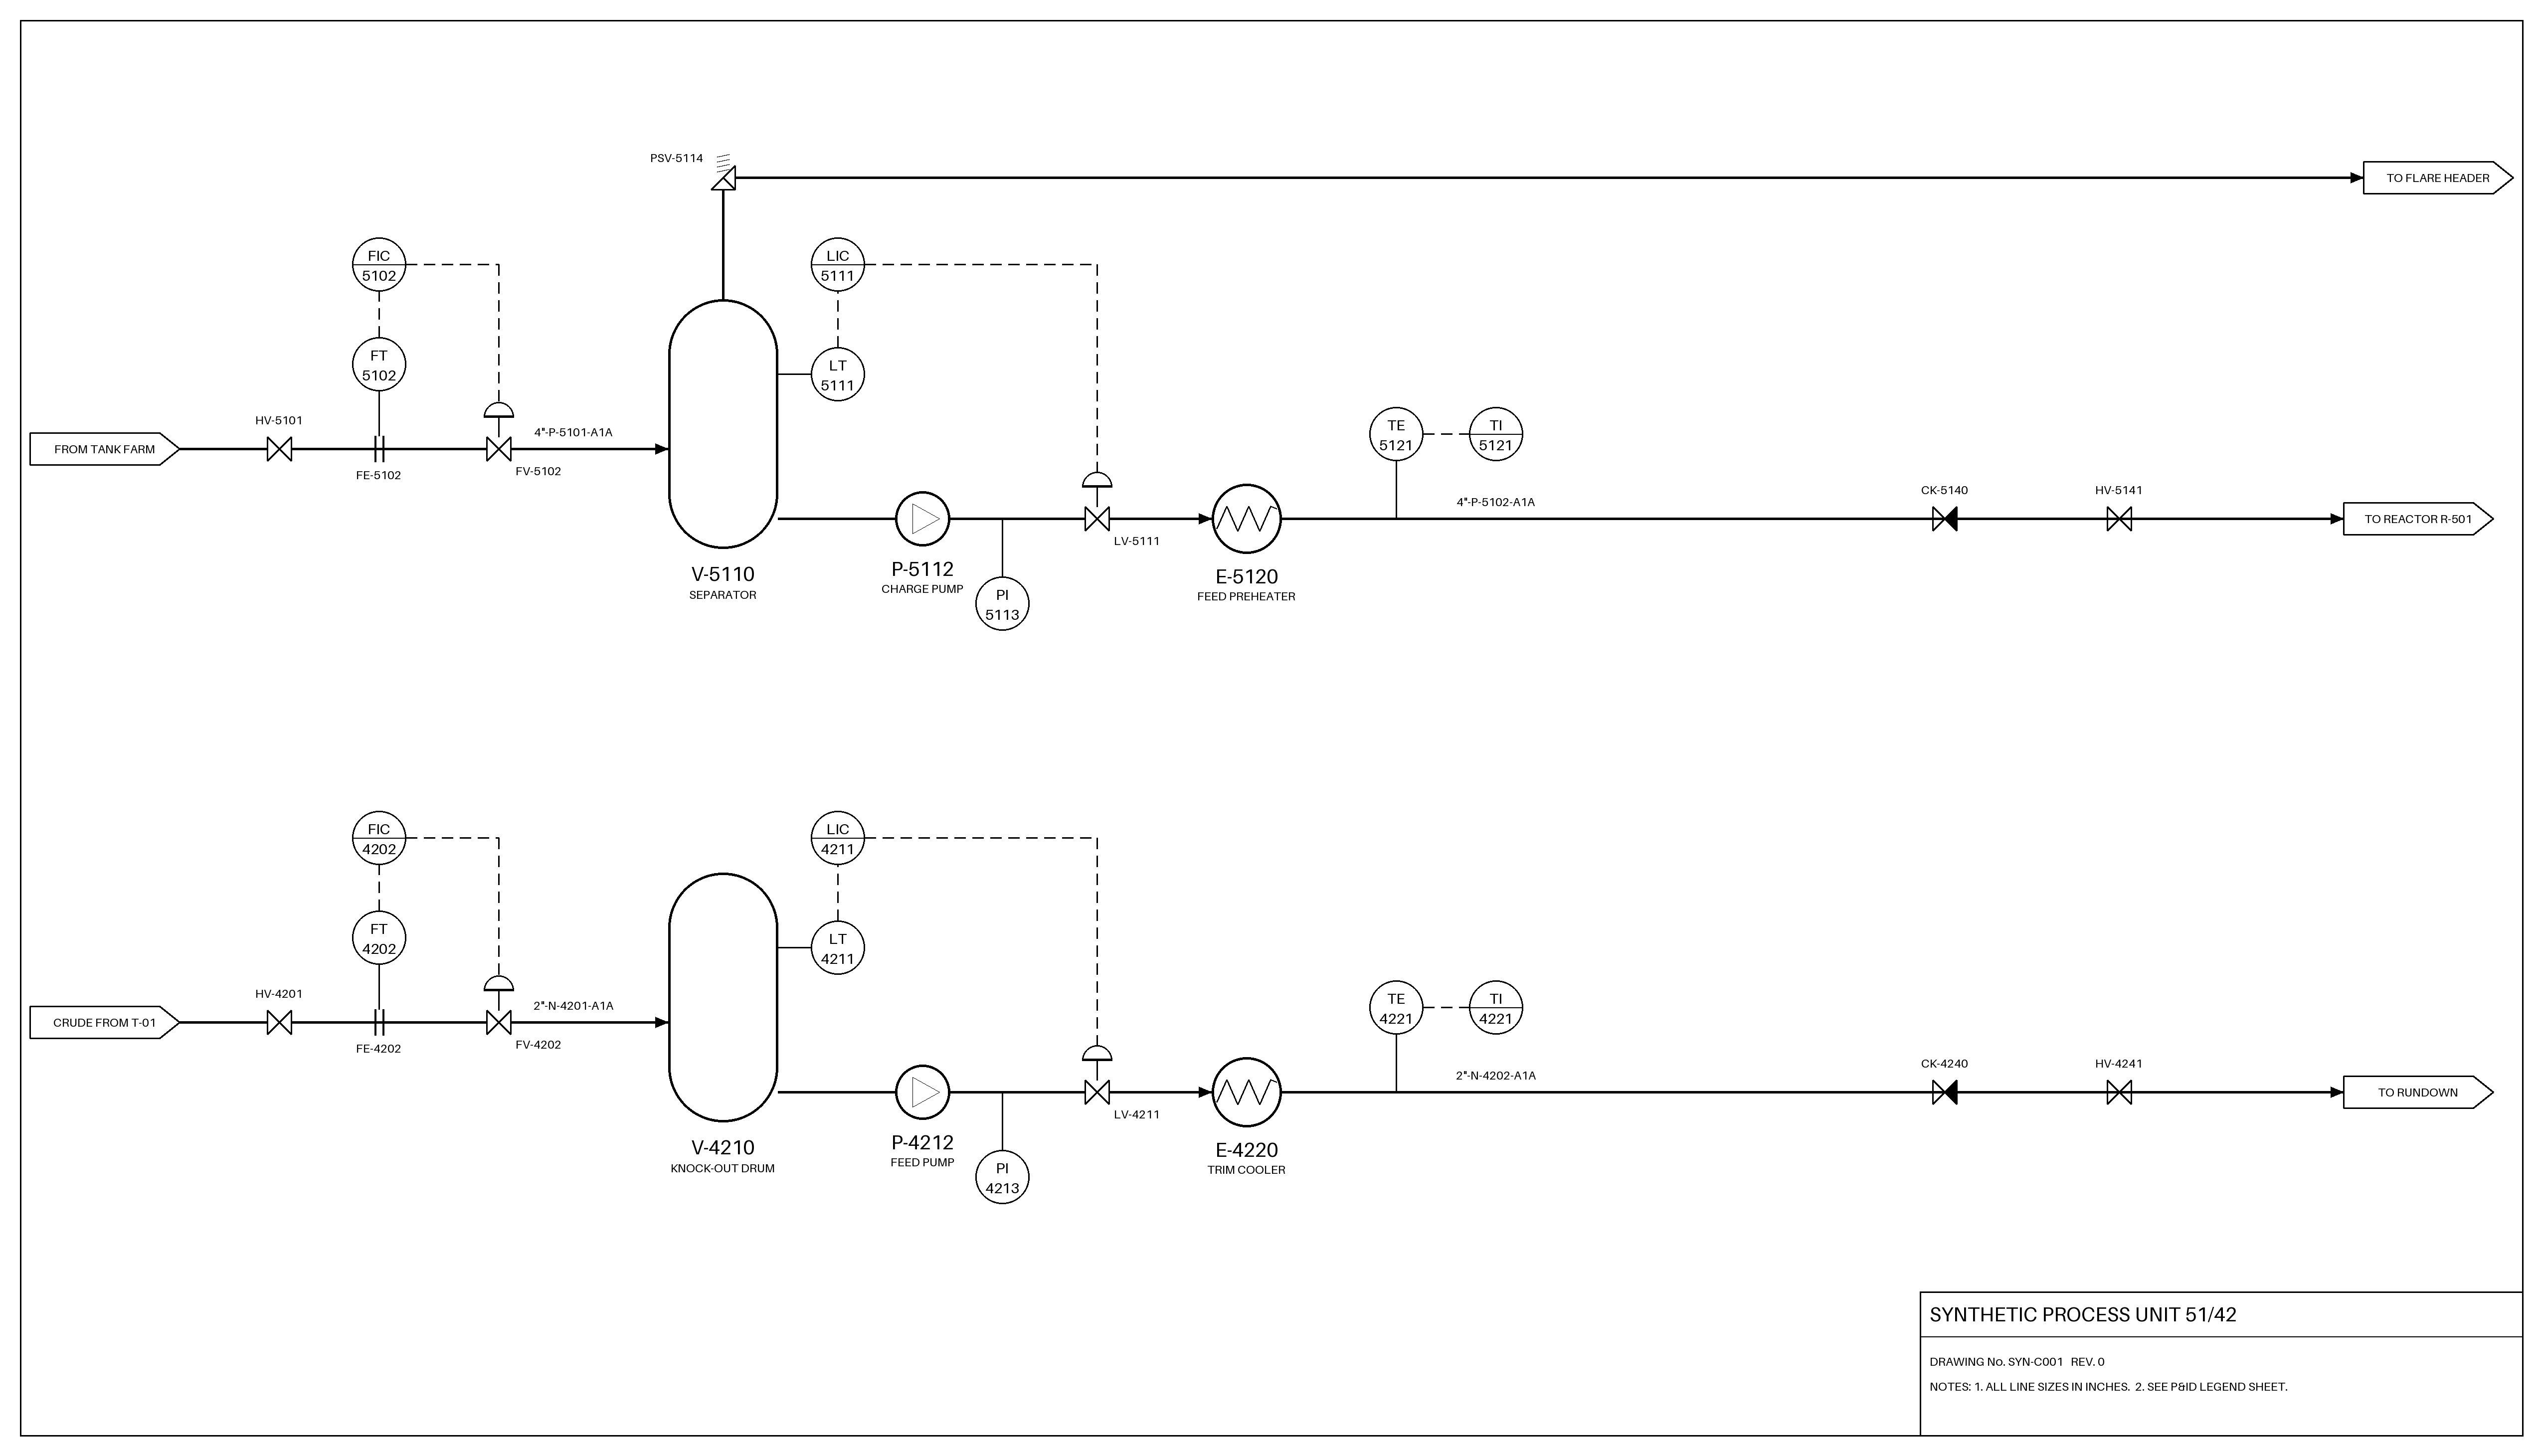 PSV-5114
TO FLARE HEADER
FIC
5102
LIC
5111
FT
5102
LT
5111
HV-5101
4"-P-5101-A1A
TE
5121
TI
5121
FROM TANK FARM
FE-5102
FV-5102
4"-P-5102-A1A
CK-5140
HV-5141
TO REACTOR R-501
LV-5111
V-5110
SEPARATOR
P-5112
CHARGE PUMP
PI
5113
E-5120
FEED PREHEATER
FIC
4202
LIC
4211
FT
4202
LT
4211
HV-4201
2"-N-4201-A1A
TE
4221
TI
4221
CRUDE FROM T-01
FE-4202
FV-4202
2"-N-4202-A1A
CK-4240
HV-4241
TO RUNDOWN
LV-4211
V-4210
KNOCK-OUT DRUM
P-4212
FEED PUMP
PI
4213
E-4220
TRIM COOLER
SYNTHETIC PROCESS UNIT 51/42
DRAWING No. SYN-C001 REV. 0
NOTES: 1. ALL LINE SIZES IN INCHES. 2. SEE P&ID LEGEND SHEET.